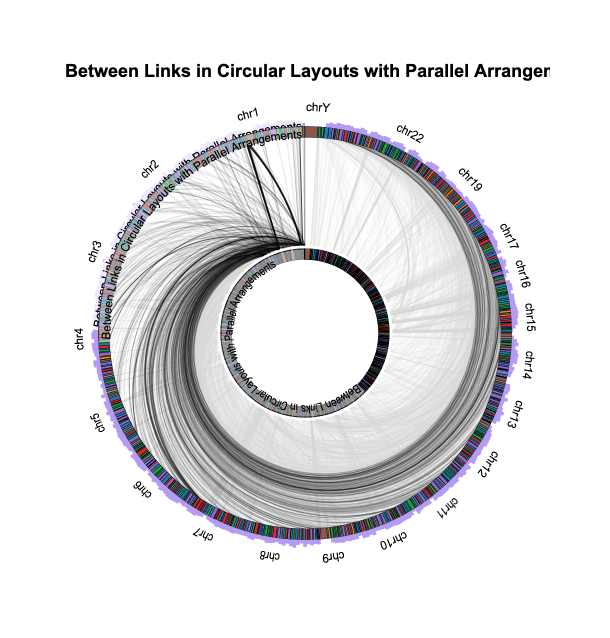 Between Links in Circular Layouts with Parallel Arrangem
chr1
chrY
chr22
chr2
chr19
chr3
chr17
chr16
chr4
chr15
chr14
chr5
chr13
chr12
chr6
chr11
chr7
chr10
chr8
chr9
Between Links in Circular Layouts with Parallel Arrangements
Between Links in Circular Layouts with Parallel Arrangements
Between Links in Circular Layouts with Parallel Arrangements